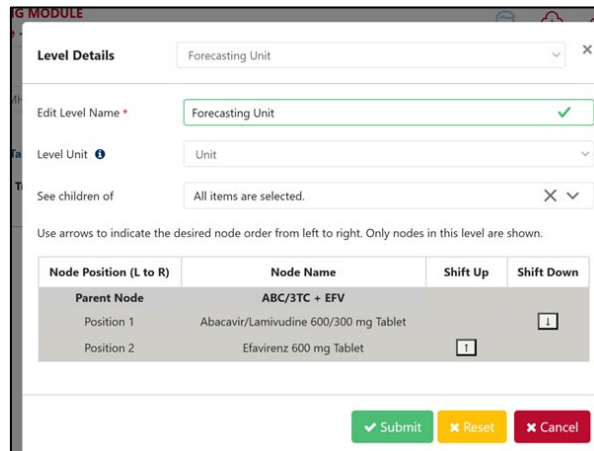 NG MODULE
Level Details Forecasting Unit ×
Edit Level Name * Forecasting Unit
Level Unit Unit
See children of All items are selected.
Use arrows to indicate the desired node order from left to right. Only nodes in this level are shown.
Node Position (L to R) Node Name Shift Up Shift Down
Parent Node ABC/3TC + EFV
Position 1 Abacavir/Lamivudine 600/300 mg Tablet ↓
Position 2 Efavirenz 600 mg Tablet ↑
Submit Reset Cancel